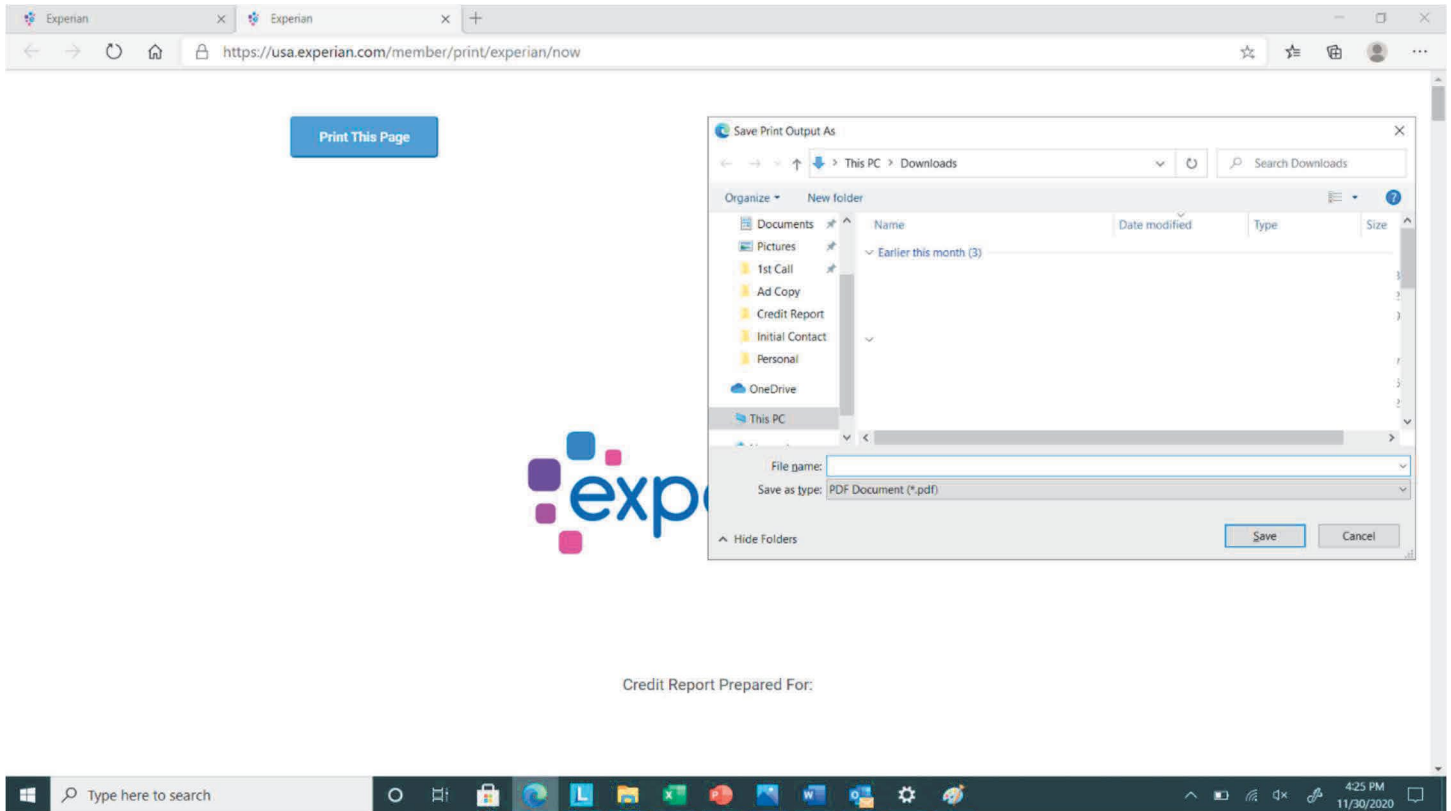 Experian
Experian
https://usa.experian.com/member/print/experian/now
Print This Page
Save Print Output As
This PC > Downloads
Search Downloads
Organize
New folder
Documents
Pictures
1st Call
Ad Copy
Credit Report
Initial Contact
Personal
OneDrive
This PC
Name
Date modified
Type
Size
Earlier this month (3)
File name:
Save as type: PDF Document (*.pdf)
Hide Folders
Save
Cancel
exp
Credit Report Prepared For:
Type here to search
4:25 PM
11/30/2020